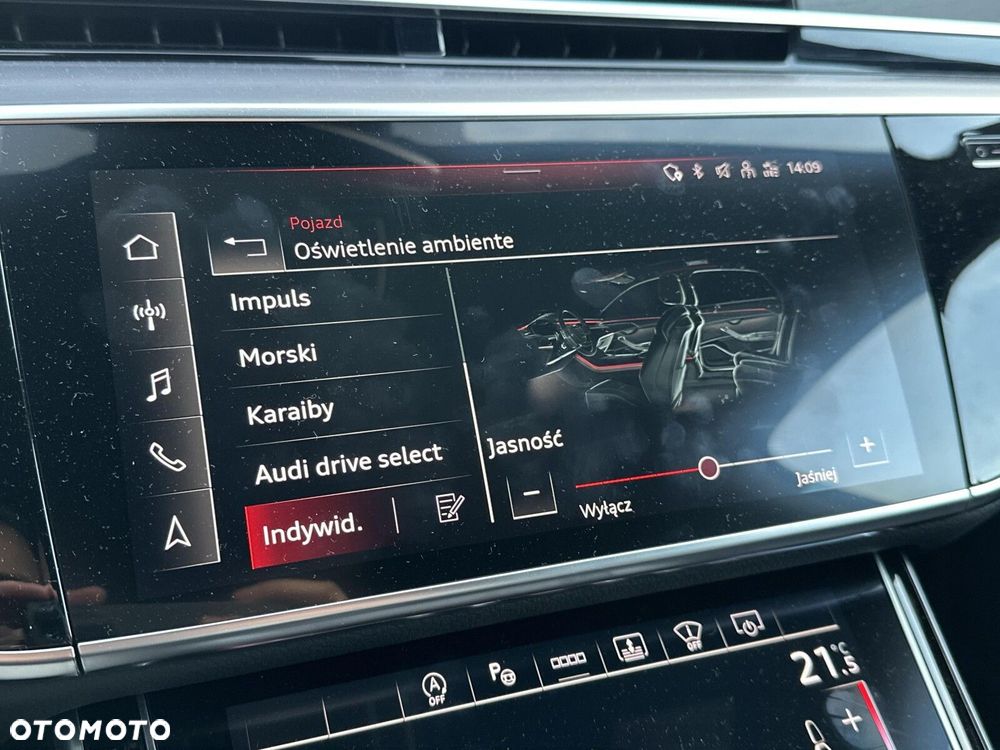 14:09
Pojazd
Oświetlenie ambiente
Impuls
Morski
Karaiby
Audi drive select
Indywid.
Jasność
-
+
Wyłącz
Jaśniej
A
OFF
P
OFF
21.5 °C
+
OTOMOTO